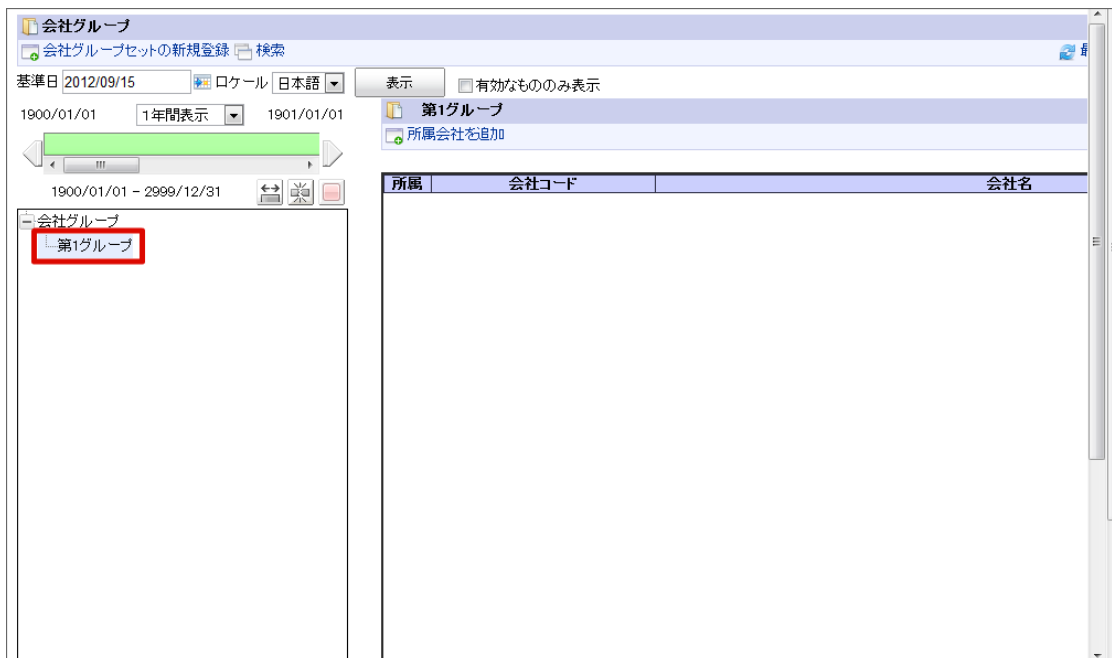 会社グループ
会社グループセットの新規登録 検索
基準日 2012/09/15 ロケール 日本語 表示 有効なもののみ表示
1900/01/01 1年間表示 1901/01/01
1900/01/01 - 2999/12/31
会社グループ
第1グループ
第1グループ
所属会社を追加
所属 会社コード 会社名